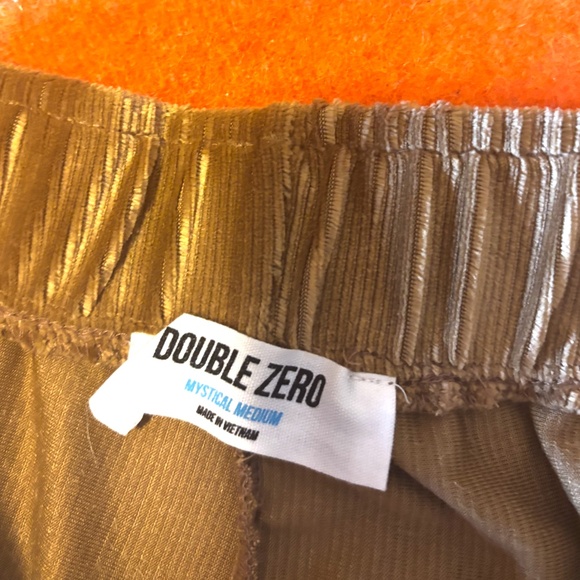 DOUBLE ZERO
MYSTICAL MEDIUM
MADE IN VIETNAM